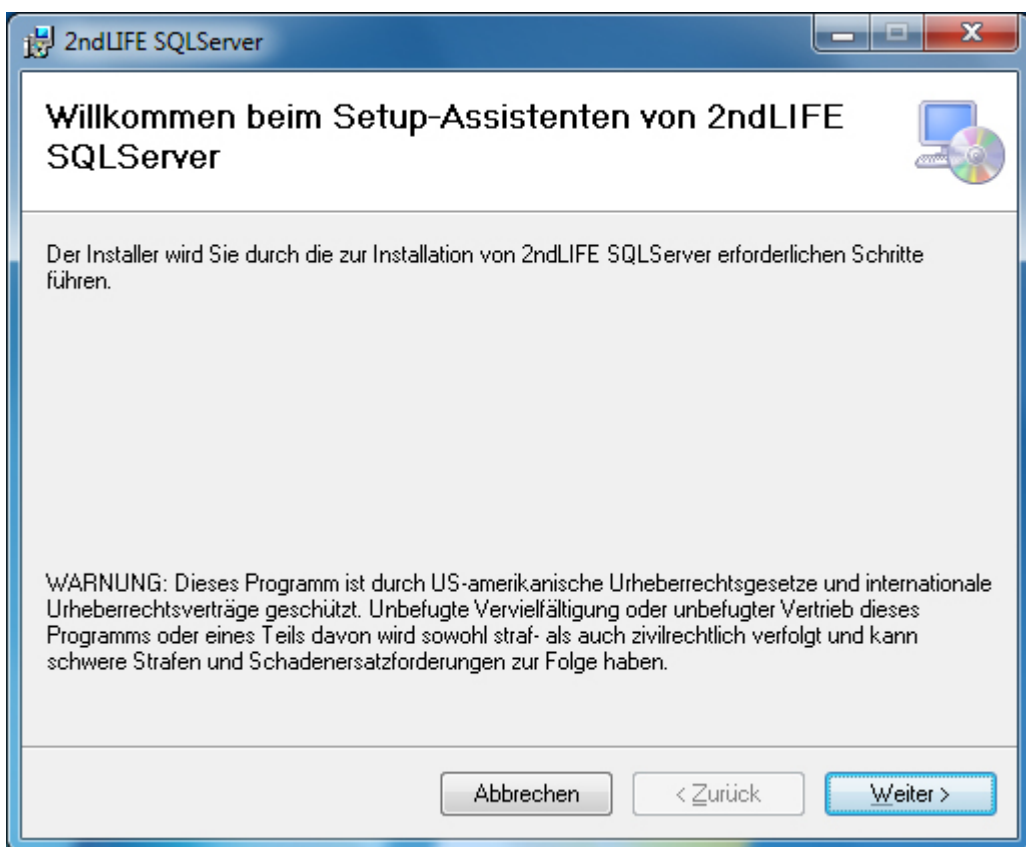 2ndLIFE SQLServer
Willkommen beim Setup-Assistenten von 2ndLIFE
SQLServer
Der Installer wird Sie durch die zur Installation von 2ndLIFE SQLServer erforderlichen Schritte
führen.
WARNUNG: Dieses Programm ist durch US-amerikanische Urheberrechtsgesetze und internationale
Urheberrechtsverträge geschützt. Unbefugte Vervielfältigung oder unbefugter Vertrieb dieses
Programms oder eines Teils davon wird sowohl straf- als auch zivilrechtlich verfolgt und kann
schwere Strafen und Schadenersatzforderungen zur Folge haben.
Abbrechen < Zurück Weiter >